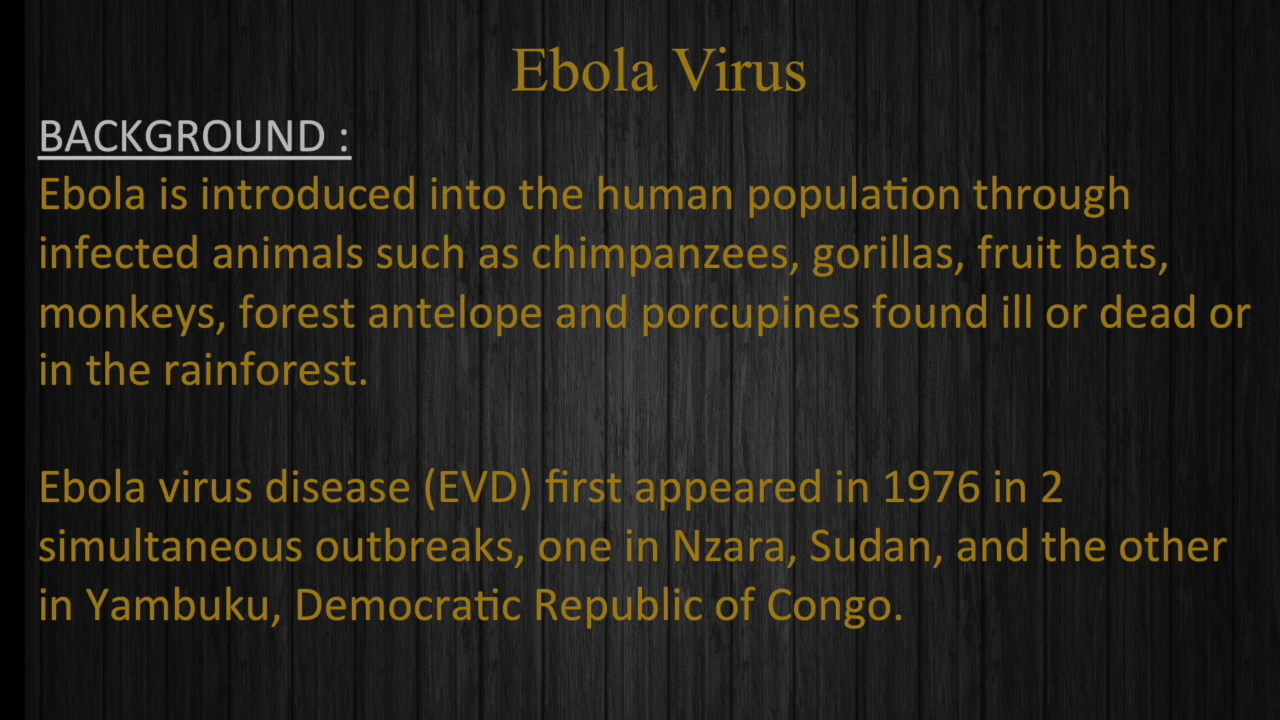 Ebola Virus
BACKGROUND :
Ebola is introduced into the human population through
infected animals such as chimpanzees, gorillas, fruit bats,
monkeys, forest antelope and porcupines found ill or dead or
in the rainforest.
Ebola virus disease (EVD) first appeared in 1976 in 2
simultaneous outbreaks, one in Nzara, Sudan, and the other
in Yambuku, Democratic Republic of Congo.